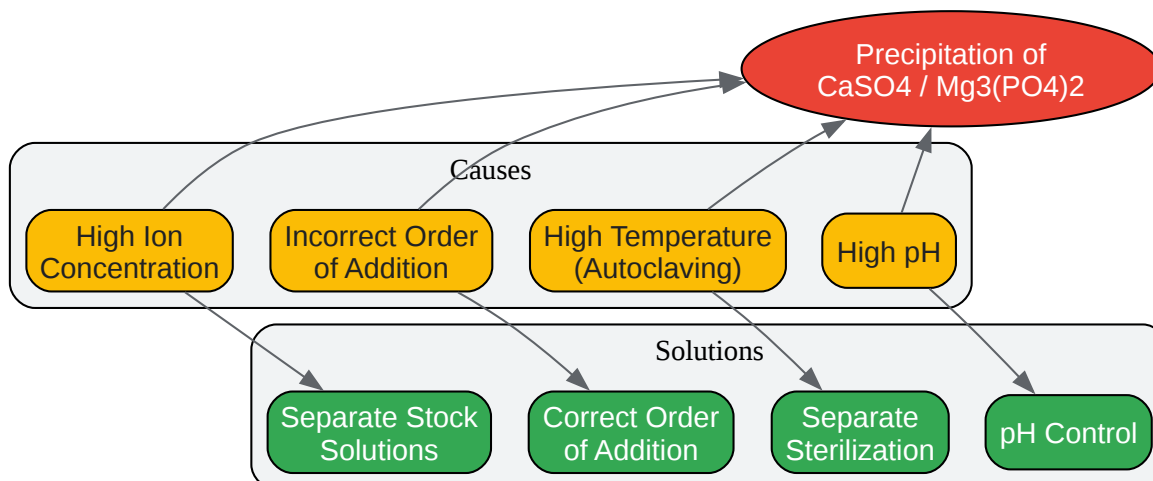 Precipitation of
CaSO4 / Mg3(PO4)2
Causes
High Ion
Concentration
Incorrect Order
of Addition
High Temperature
(Autoclaving)
High pH
Solutions
Separate Stock
Solutions
Correct Order
of Addition
Separate
Sterilization
pH Control